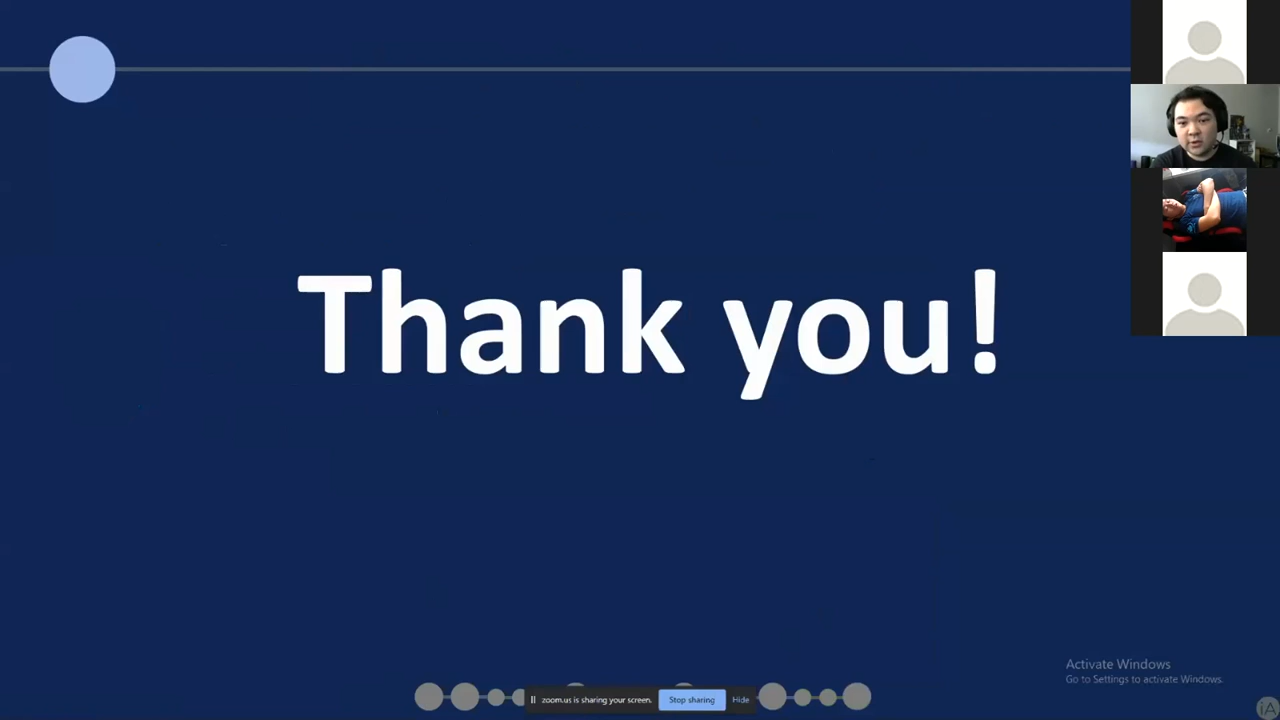 Thank you!
Activate Windows
Go to Settings to activate Windows.
zoom.us is sharing your screen. Stop sharing Hide
iA